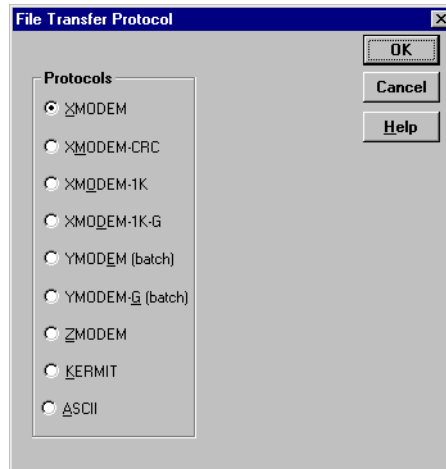 File Transfer Protocol
OK
Cancel
Help
Protocols
XMODEM
XMODEM-CRC
XMODEM-1K
XMODEM-1K-G
YMODEM (batch)
YMODEM-G (batch)
ZMODEM
KERMIT
ASCII